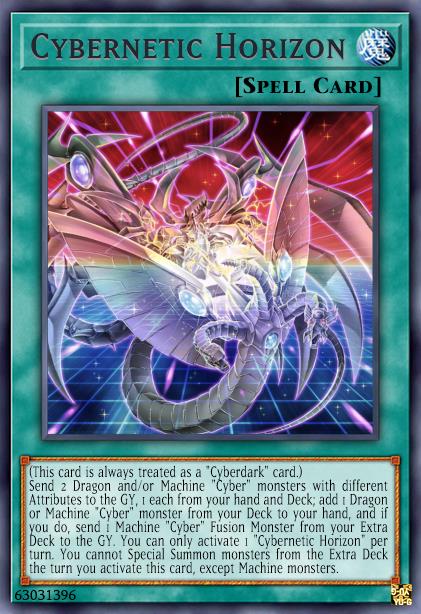 Cybernetic Horizon
魔
[Spell Card]
(This card is always treated as a "Cyberdark" card.)
Send 2 Dragon and/or Machine "Cyber" monsters with different
Attributes to the GY, 1 each from your hand and Deck; add 1 Dragon
or Machine "Cyber" monster from your Deck to your hand, and if
you do, send 1 Machine "Cyber" Fusion Monster from your Extra
Deck to the GY. You can only activate 1 "Cybernetic Horizon" per
turn. You cannot Special Summon monsters from the Extra Deck
the turn you activate this card, except Machine monsters.
63031396